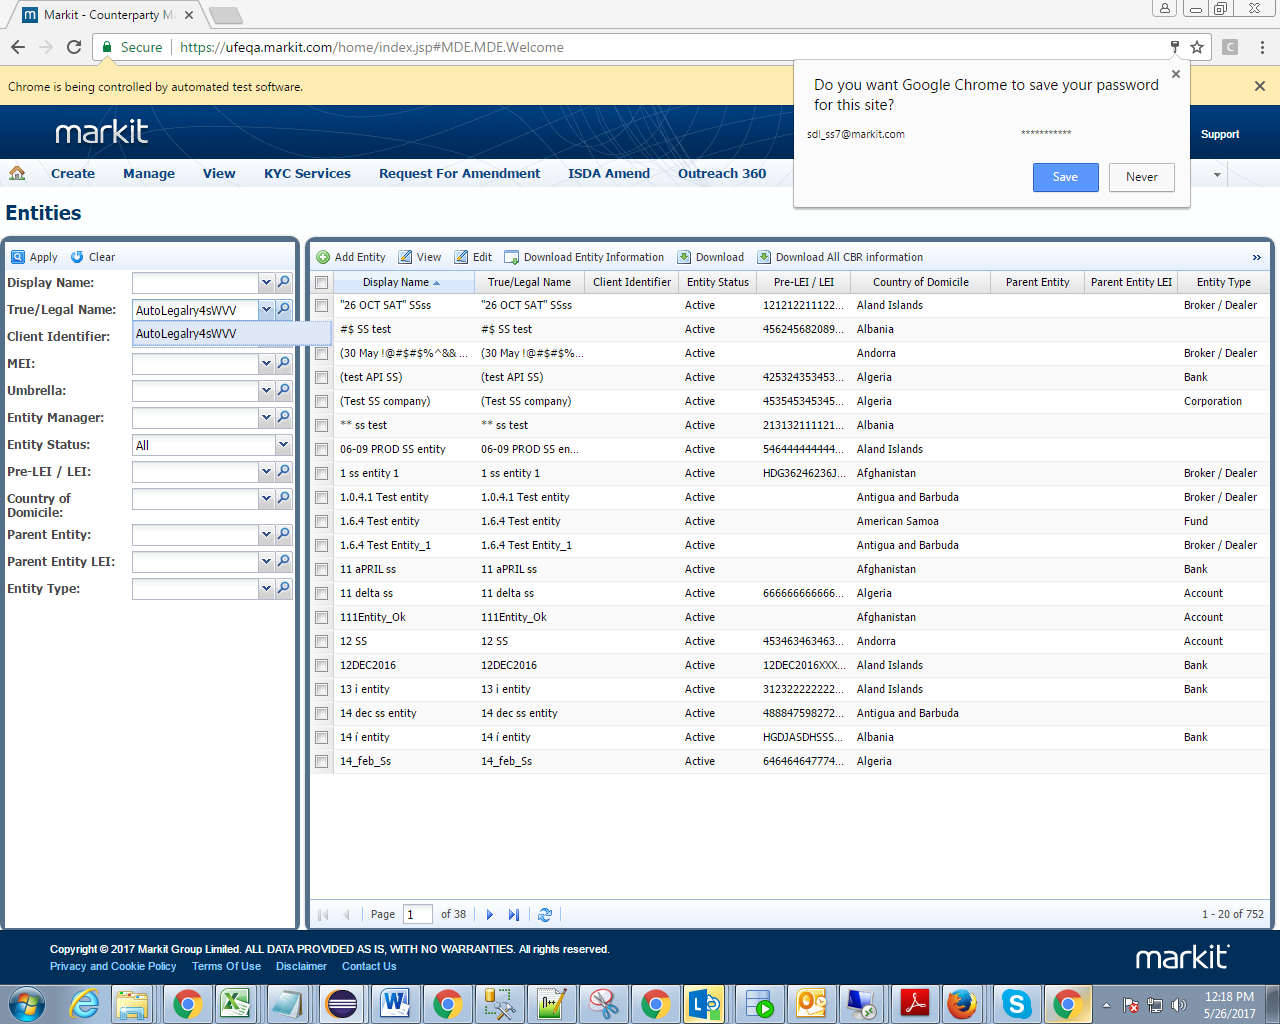 Markit - Counterparty M
Secure https://ufeqa.markit.com/home/index.jsp#MDE.MDE.Welcome
Chrome is being controlled by automated test software.
Do you want Google Chrome to save your password for this site?
sdl_ss7@markit.com ***********
Save Never
markit
Support
Create Manage View KYC Services Request For Amendment ISDA Amend Outreach 360
Entities
Apply Clear
Display Name:
True/Legal Name: AutoLegalry4sWVV
AutoLegalry4sWVV
Client Identifier:
MEI:
Umbrella:
Entity Manager:
Entity Status: All
Pre-LEI / LEI:
Country of
Domicile:
Parent Entity:
Parent Entity LEI:
Entity Type:
Add Entity View Edit Download Entity Information Download Download All CBR information »
Display Name True/Legal Name Client Identifier Entity Status Pre-LEI / LEI Country of Domicile Parent Entity Parent Entity LEI Entity Type
"26 OCT SAT" SSss "26 OCT SAT" SSss Active 121212211122... Aland Islands Broker / Dealer
#$ SS test #$ SS test Active 456245682089... Albania
(30 May !@#$#$%^&& ... (30 May !@#$#$%... Active Andorra Broker / Dealer
(test API SS) (test API SS) Active 425324353453... Algeria Bank
(Test SS company) (Test SS company) Active 453545345345... Algeria Corporation
** ss test ** ss test Active 213132111121... Albania
06-09 PROD SS entity 06-09 PROD SS en... Active 546444444444... Aland Islands
1 ss entity 1 1 ss entity 1 Active HDG36246236J... Afghanistan Broker / Dealer
1.0.4.1 Test entity 1.0.4.1 Test entity Active Antigua and Barbuda Broker / Dealer
1.6.4 Test entity 1.6.4 Test entity Active American Samoa Fund
1.6.4 Test Entity_1 1.6.4 Test Entity_1 Active Antigua and Barbuda Broker / Dealer
11 aPRIL ss 11 aPRIL ss Active Afghanistan Bank
11 delta ss 11 delta ss Active 666666666666... Algeria Account
111Entity_Ok 111Entity_Ok Active Afghanistan Account
12 SS 12 SS Active 453463463463... Andorra Account
12DEC2016 12DEC2016 Active 12DEC2016XXX... Aland Islands Bank
13 i entity 13 i entity Active 312322222222... Aland Islands Bank
14 dec ss entity 14 dec ss entity Active 488847598272... Antigua and Barbuda
14 í entity 14 í entity Active HGDJASDHSSS... Albania Bank
14_feb_Ss 14_feb_Ss Active 646464647774... Algeria
Page 1 of 38
1 - 20 of 752
Copyright © 2017 Markit Group Limited. ALL DATA PROVIDED AS IS, WITH NO WARRANTIES. All rights reserved.
Privacy and Cookie Policy Terms Of Use Disclaimer Contact Us
markit
12:18 PM
5/26/2017